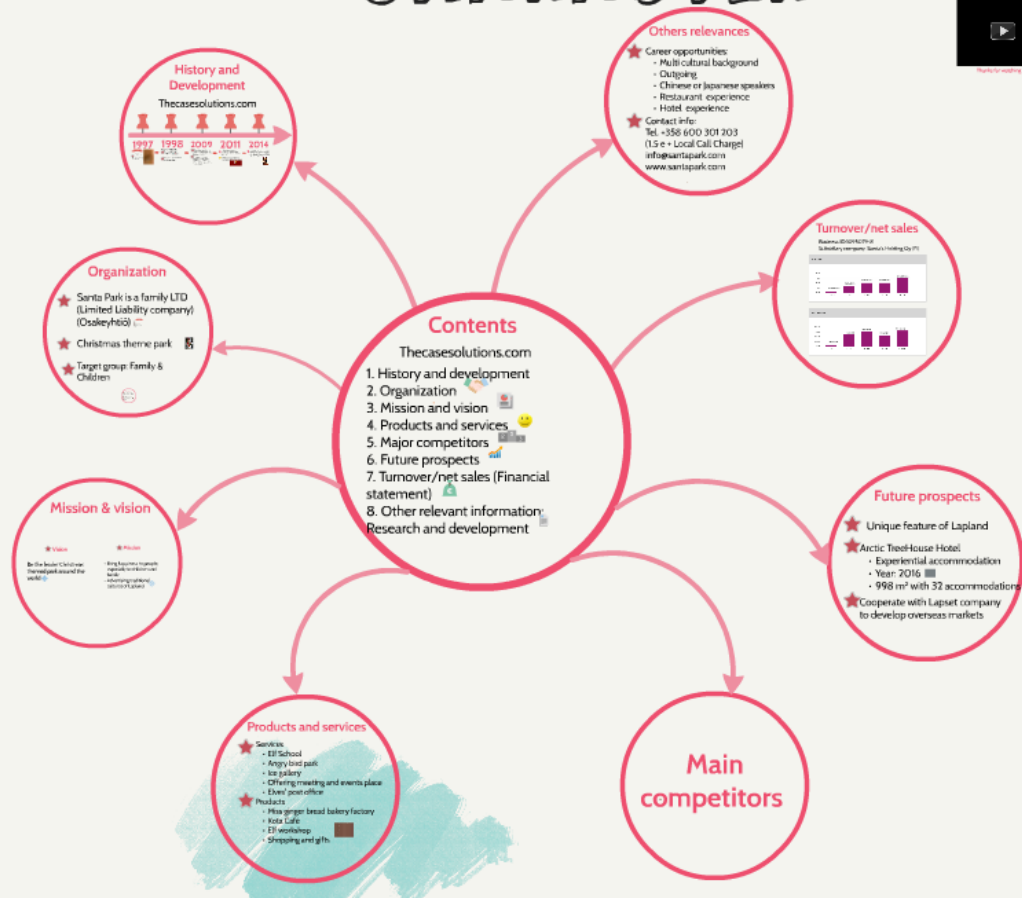 Contents
Thecasesolutions.com
1. History and development
2. Organization
3. Mission and vision
4. Products and services
5. Major competitors
6. Future prospects
7. Turnover/net sales (Financial
statement)
8. Other relevant information:
Research and development
History and
Development
Thecasesolutions.com
1997 1998 2009 2011 2014
Organization
Santa Park is a family LTD
(Limited Liability company)
(Osakeyhtiö)
Christmas theme park
Target group: Family &
Children
Mission & vision
Vision
Mission
Products and services
Services
Elf School
Angry bird park
Ice gallery
Offering meeting and events place
Elves' post office
Products
Miss ginger bread bakery factory
Kota Cafe
Elf workshop
Shopping and gifts
Main
competitors
Future prospects
Unique feature of Lapland
Arctic TreeHouse Hotel
Experiential accommodation
Year: 2016
998 m² with 32 accommodations
Cooperate with Lapset company
to develop overseas markets
Turnover/net sales
Others relevances
Career opportunities:
Multi cultural background
Outgoing
Chinese or Japanese speakers
Restaurant experience
Hotel experience
Contact info:
Tel. +358 600 301 203
(1.5 e + Local Call Charge)
info@santapark.com
www.santapark.com
Thanks for watching